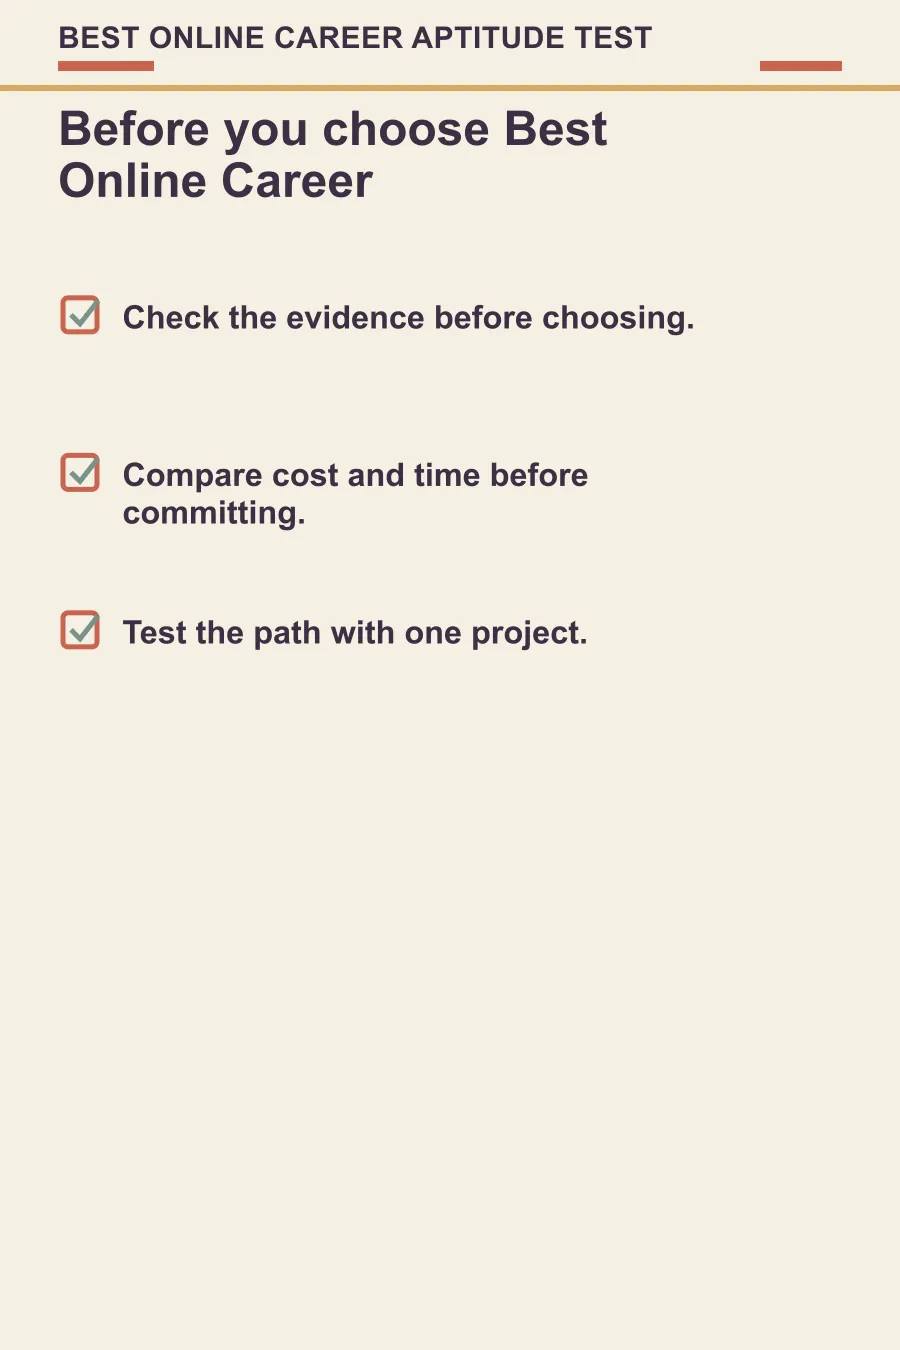 BEST ONLINE CAREER APTITUDE TEST
Before you choose Best
Online Career
Check the evidence before choosing.
Compare cost and time before
committing.
Test the path with one project.